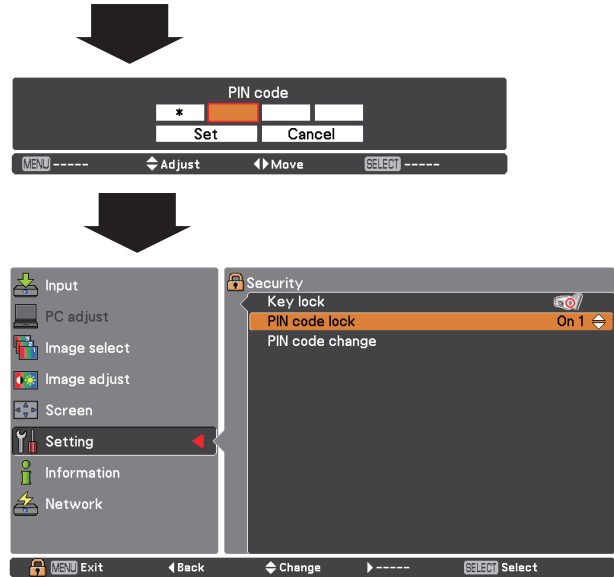 PIN code
*
Set Cancel
MENU ----- Adjust Move SELECT -----
Input
PC adjust
Image select
Image adjust
Screen
Setting
Information
Network
Security
Key lock
PIN code lock On 1
PIN code change
MENU Exit Back Change ----- SELECT Select